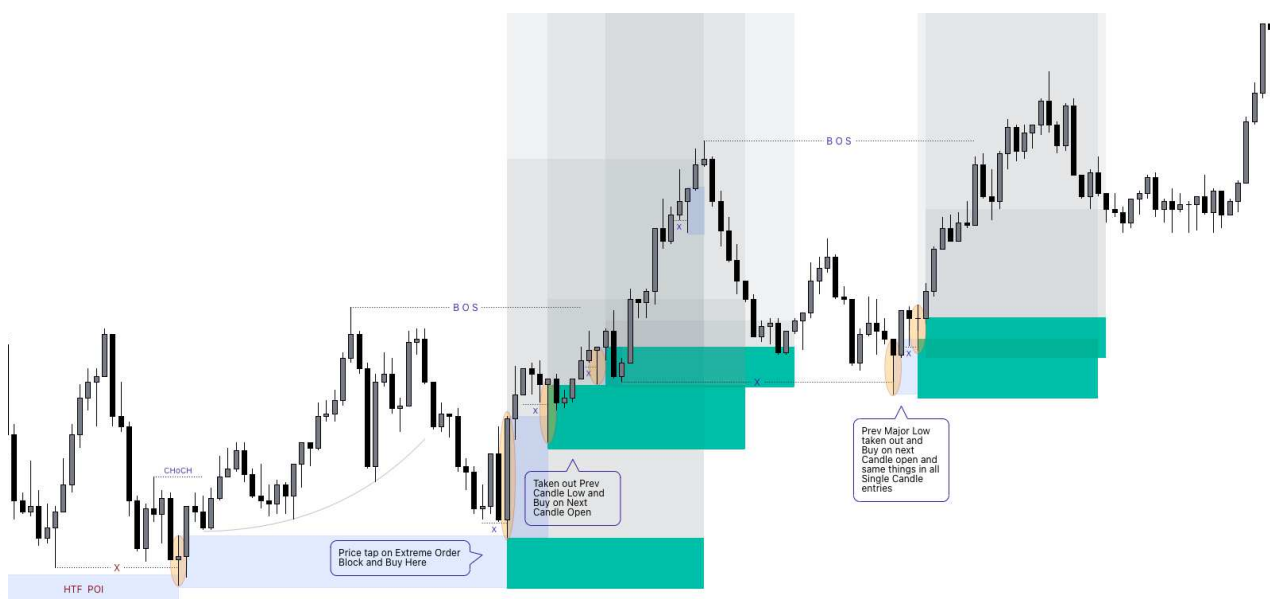 BOS
X
BOS
X
X
X
X
X
CHoCH
Prev Major Low
taken out and
Buy on next
Candle open and
same things in all
Single Candle
entries
Taken out Prev
Candle Low and
Buy on Next
Candle Open
X
Price tap on Extreme Order
Block and Buy Here
X
HTF POI